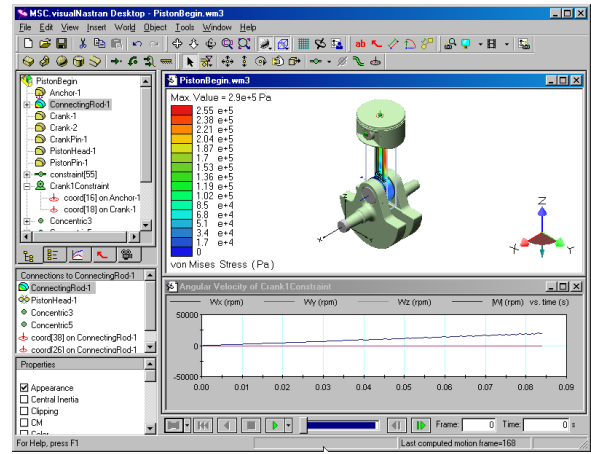 MSC.visualNastran Desktop - PistonBegin.wm3
File Edit View Insert World Object Tools Window Help
PistonBegin
Anchor-1
ConnectingRod-1
Crank-1
Crank-2
CrankPin-1
PistonHead-1
PistonPin-1
constraint[55]
Crank1Constraint
coord[16] on Anchor-1
coord[18] on Crank-1
Concentric3
Connections to ConnectingRod-1
ConnectingRod-1
PistonHead-1
Concentric3
Concentric5
coord[38] on ConnectingRod-1
coord[26] on ConnectingRod-1
Properties
Appearance
Central Inertia
Clipping
CM
Color
PistonBegin.wm3
Max. Value = 2.9e+5 Pa
2.55 e+5
2.38 e+5
2.21 e+5
2.04 e+5
1.87 e+5
1.7 e+5
1.53 e+5
1.36 e+5
1.19 e+5
1.02 e+5
8.5 e+4
6.8 e+4
5.1 e+4
3.4 e+4
1.7 e+4
0
von Mises Stress (Pa)
Z
X
Y
Angular Velocity of Crank1Constraint
Wx (rpm) Wy (rpm) Wz (rpm) |W| (rpm) vs. time (s)
50000
0
-50000
0.00 0.01 0.02 0.03 0.04 0.05 0.06 0.07 0.08 0.09
Frame: 0 Time: 0 s
For Help, press F1
Last computed motion frame=168